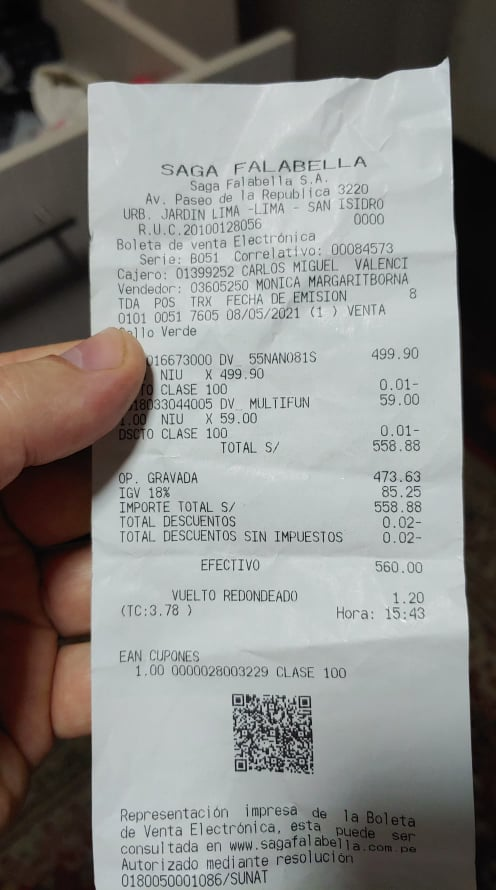 SAGA FALABELLA
Saga Falabella S.A.
Av. Paseo de la Republica 3220
URB. JARDIN LIMA -LIMA - SAN ISIDRO
R.U.C.20100128056 0000
Boleta de venta Electrónica
Serie: B051 Correlativo: 00084573
Cajero: 01399252 CARLOS MIGUEL VALENCI
Vendedor: 03605250 MONICA MARGARITBORNA
TDA POS TRX FECHA DE EMISION 8
0101 0051 7605 08/05/2021 (1 ) VENTA
Verde
016673000 DV 55NANO81S 499.90
NIU X 499.90
TO CLASE 100 0.01-
18033044005 DV MULTIFUN 59.00
1.00 NIU X 59.00
DSCTO CLASE 100 0.01-
TOTAL S/ 558.88
OP. GRAVADA 473.63
IGV 18% 85.25
IMPORTE TOTAL S/ 558.88
TOTAL DESCUENTOS 0.02-
TOTAL DESCUENTOS SIN IMPUESTOS 0.02-
EFECTIVO 560.00
VUELTO REDONDEADO 1.20
(TC:3.78 ) Hora: 15:43
EAN CUPONES
1.00 0000028003229 CLASE 100
Representación impresa de la Boleta
de Venta Electrónica, esta puede ser
consultada en www.sagafalabella.com.pe
Autorizado mediante resolución
0180050001086/SUNAT